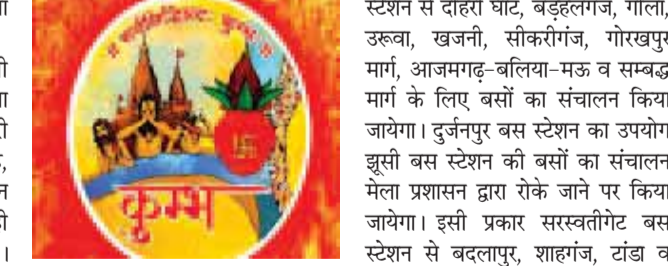 ा
ी
ा
ी
,
न
ी
।
कुम्भ
स्टेशन से दोहरी घाट, बड़हलगंज, गोला,
उरूवा, खजनी, सीकरीगंज, गोरखपुर
मार्ग, आजमगढ़-बलिया-मऊ व सम्बद्ध
मार्ग के लिए बसों का संचालन किया
जायेगा। दुर्जनपुर बस स्टेशन का उपयोग
झूसी बस स्टेशन की बसों का संचालन
मेला प्रशासन द्वारा रोके जाने पर किया
जायेगा। इसी प्रकार सरस्वतीगेट बस
स्टेशन से बदलापुर, शाहगंज, टांडा व